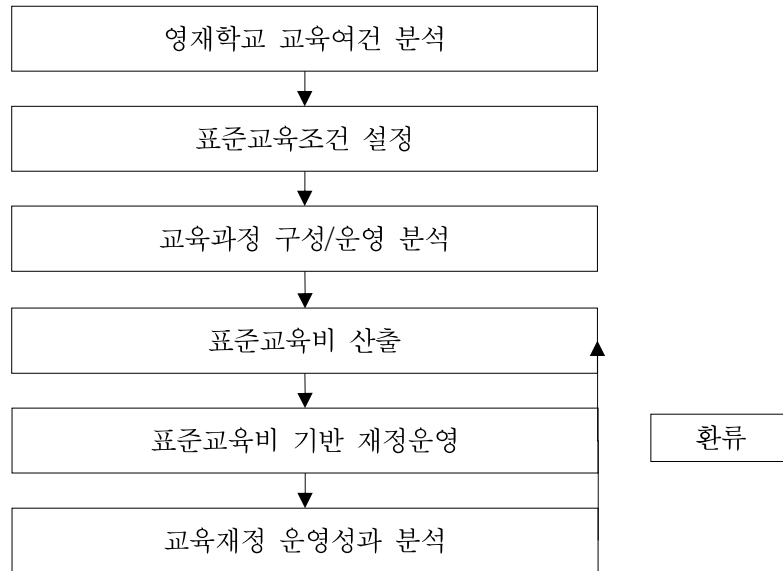 영재학교 교육여건 분석
표준교육조건 설정
교육과정 구성/운영 분석
표준교육비 산출
표준교육비 기반 재정운영
환류
교육재정 운영성과 분석